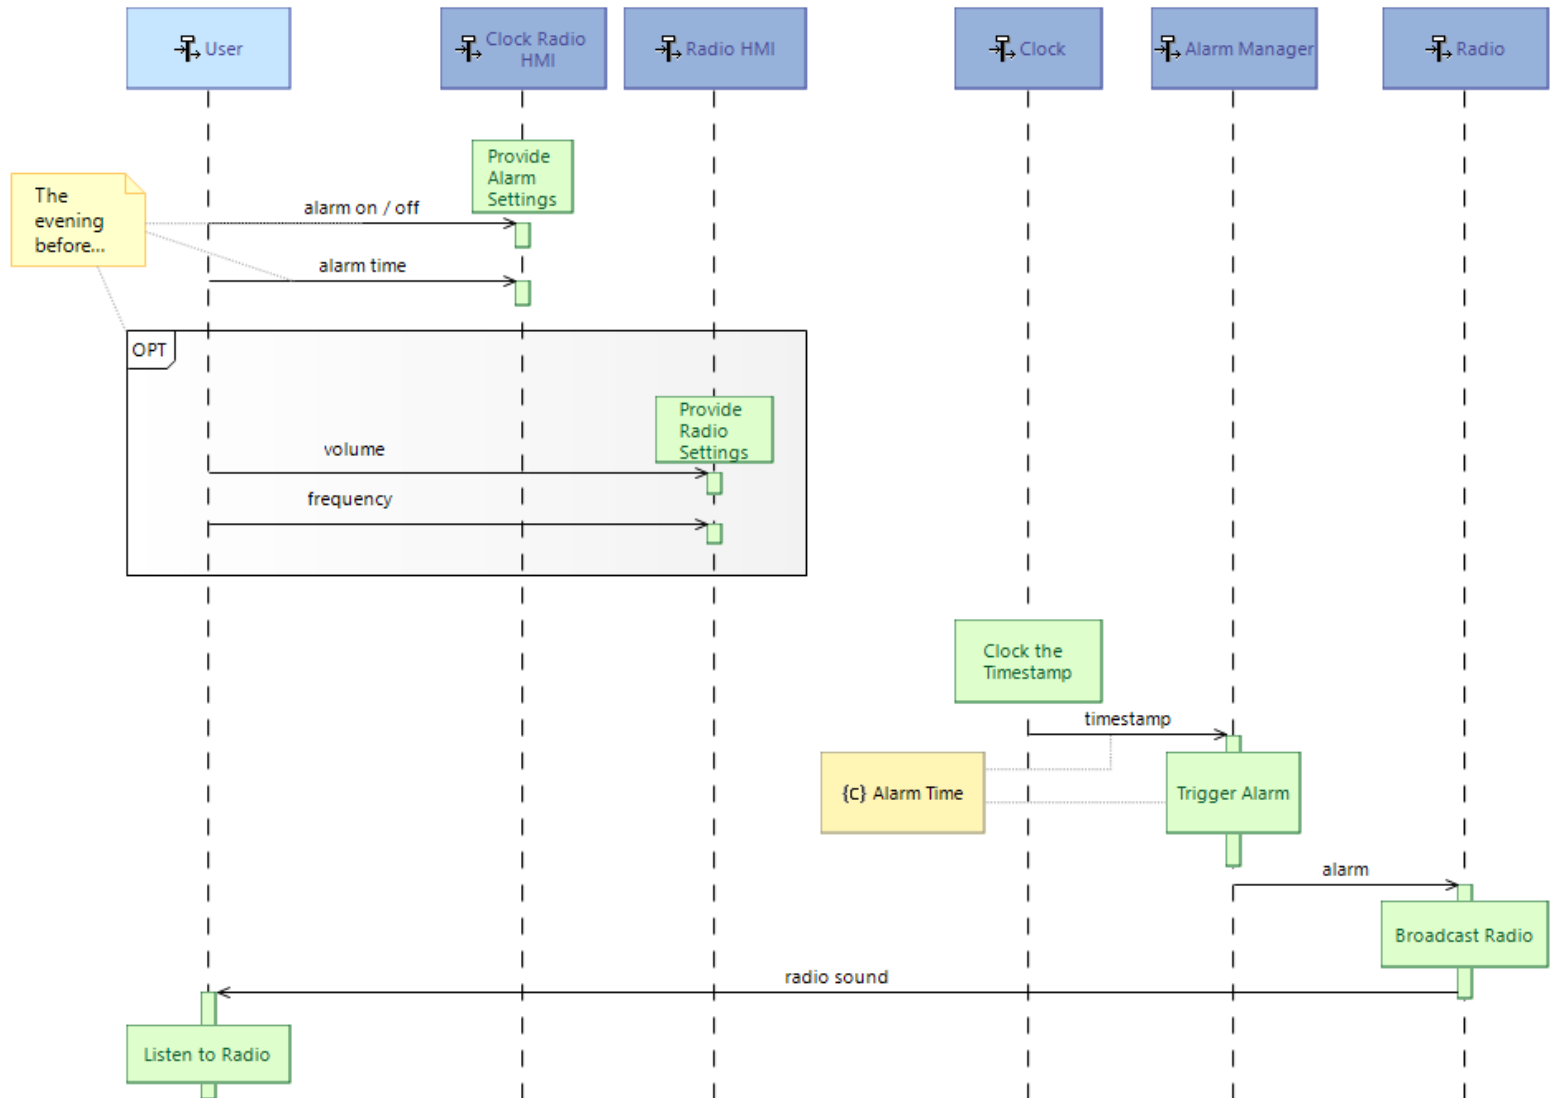 User
Clock Radio
HMI
Radio HMI
Clock
Alarm Manager
Radio
Provide
Alarm
Settings
The
evening
before...
alarm on / off
alarm time
OPT
Provide
Radio
Settings
volume
frequency
Clock the
Timestamp
timestamp
{c} Alarm Time
Trigger Alarm
alarm
Broadcast Radio
radio sound
Listen to Radio